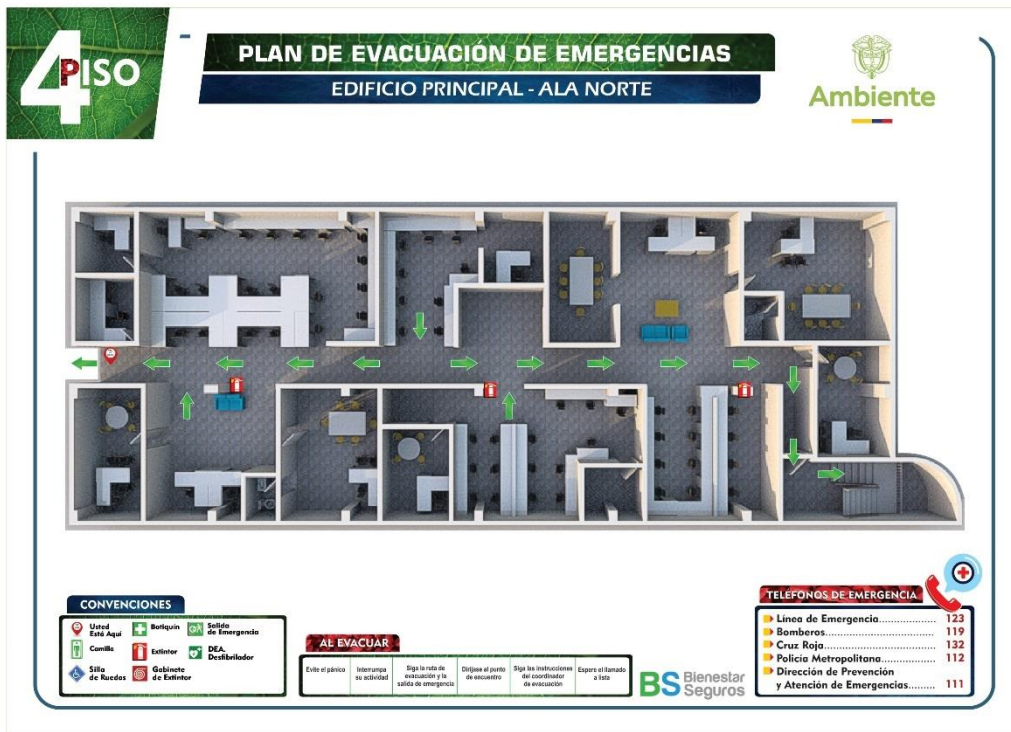 4 PISO
PLAN DE EVACUACIÓN DE EMERGENCIAS
EDIFICIO PRINCIPAL - ALA NORTE
Ambiente
CONVENCIONES
Usted
Está Aquí
Botiquín
Salida
de Emergencia
Camilla
Extintor
DEA.
Desfibrilador
Silla
de Ruedas
Gabinete
de Extintor
AL EVACUAR
Evite el pánico
Interrumpa
su actividad
Siga la ruta de
evacuación y la
salida de emergencia
Diríjase al punto
de encuentro
Siga las instrucciones
del coordinador
de evacuación
Espere el llamado
a lista
BS Bienestar
Seguros
TELÉFONOS DE EMERGENCIA
Línea de Emergencia.................. 123
Bomberos.................. 119
Cruz Roja.................. 132
Policía Metropolitana.................. 112
Dirección de Prevención
y Atención de Emergencias......... 111